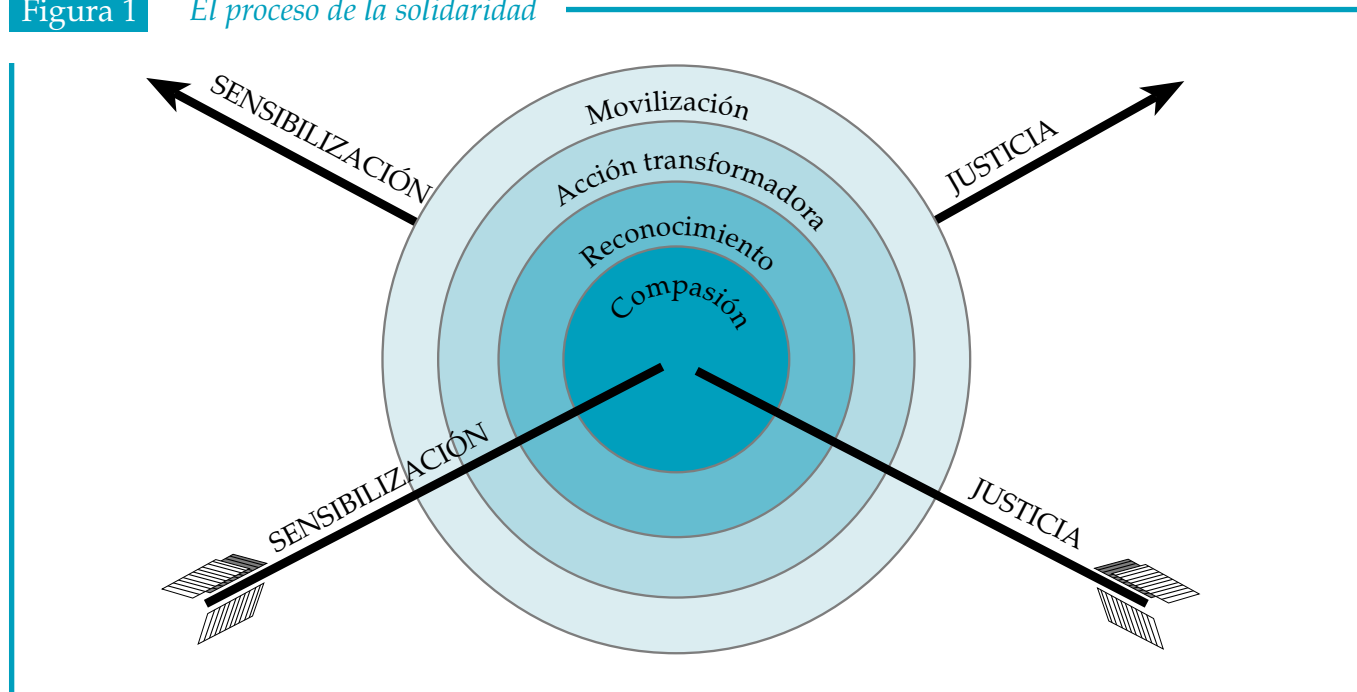 Figura 1 El proceso de la solidaridad
SENSIBILIZACIÓN
Movilización
JUSTICIA
Acción transformadora
Reconocimiento
Compasión
SENSIBILIZACIÓN
JUSTICIA